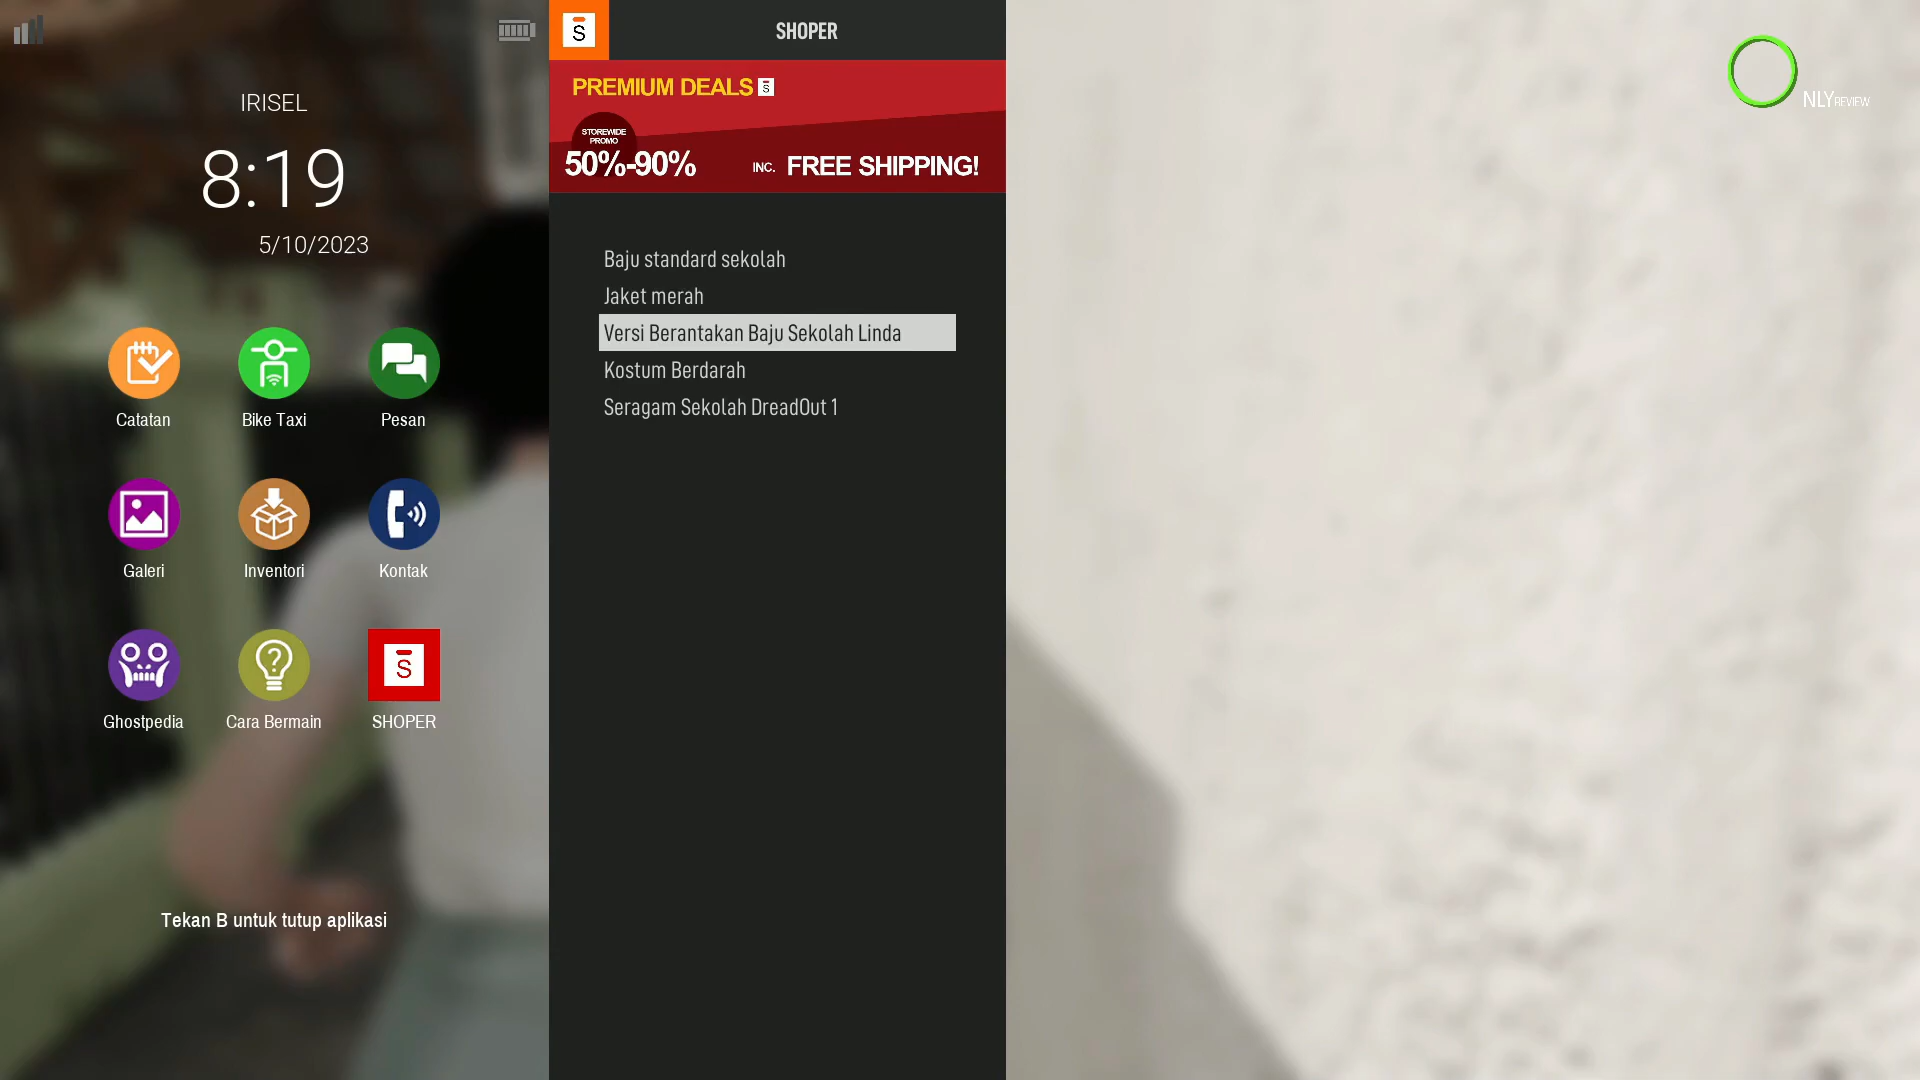 IRISEL
8:19
5/10/2023
Catatan
Bike Taxi
Pesan
Galeri
Inventori
Kontak
Ghostpedia
Cara Bermain
S
SHOPER
Tekan B untuk tutup aplikasi
S
SHOPER
PREMIUM DEALS S
STOREWIDE
PROMO
50%-90% INC. FREE SHIPPING!
Baju standard sekolah
Jaket merah
Versi Berantakan Baju Sekolah Linda
Kostum Berdarah
Seragam Sekolah DreadOut 1
NLY REVIEW